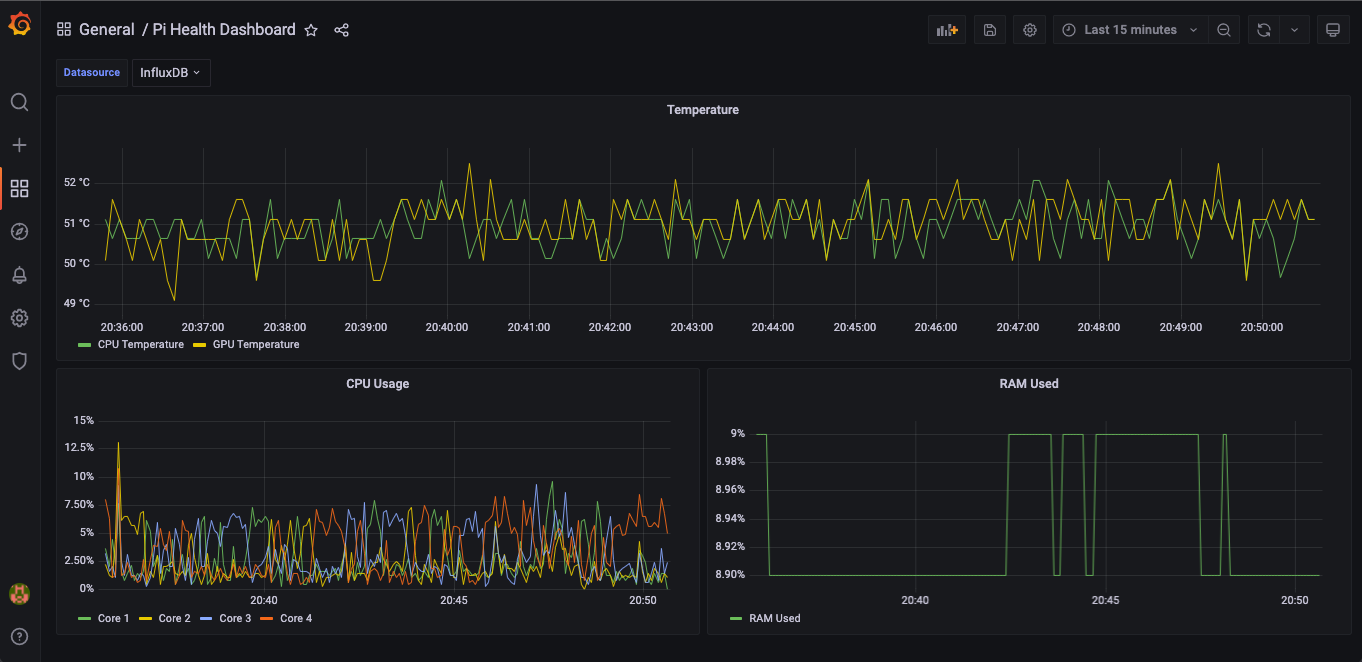 General / Pi Health Dashboard
Last 15 minutes
Datasource InfluxDB
Temperature
52 °C
51 °C
50 °C
49 °C
20:36:00 20:37:00 20:38:00 20:39:00 20:40:00 20:41:00 20:42:00 20:43:00 20:44:00 20:45:00 20:46:00 20:47:00 20:48:00 20:49:00 20:50:00
CPU Temperature GPU Temperature
CPU Usage
15%
12.5%
10%
7.50%
5%
2.50%
0%
20:40 20:45 20:50
Core 1 Core 2 Core 3 Core 4
RAM Used
9%
8.98%
8.96%
8.94%
8.92%
8.90%
20:40 20:45 20:50
RAM Used